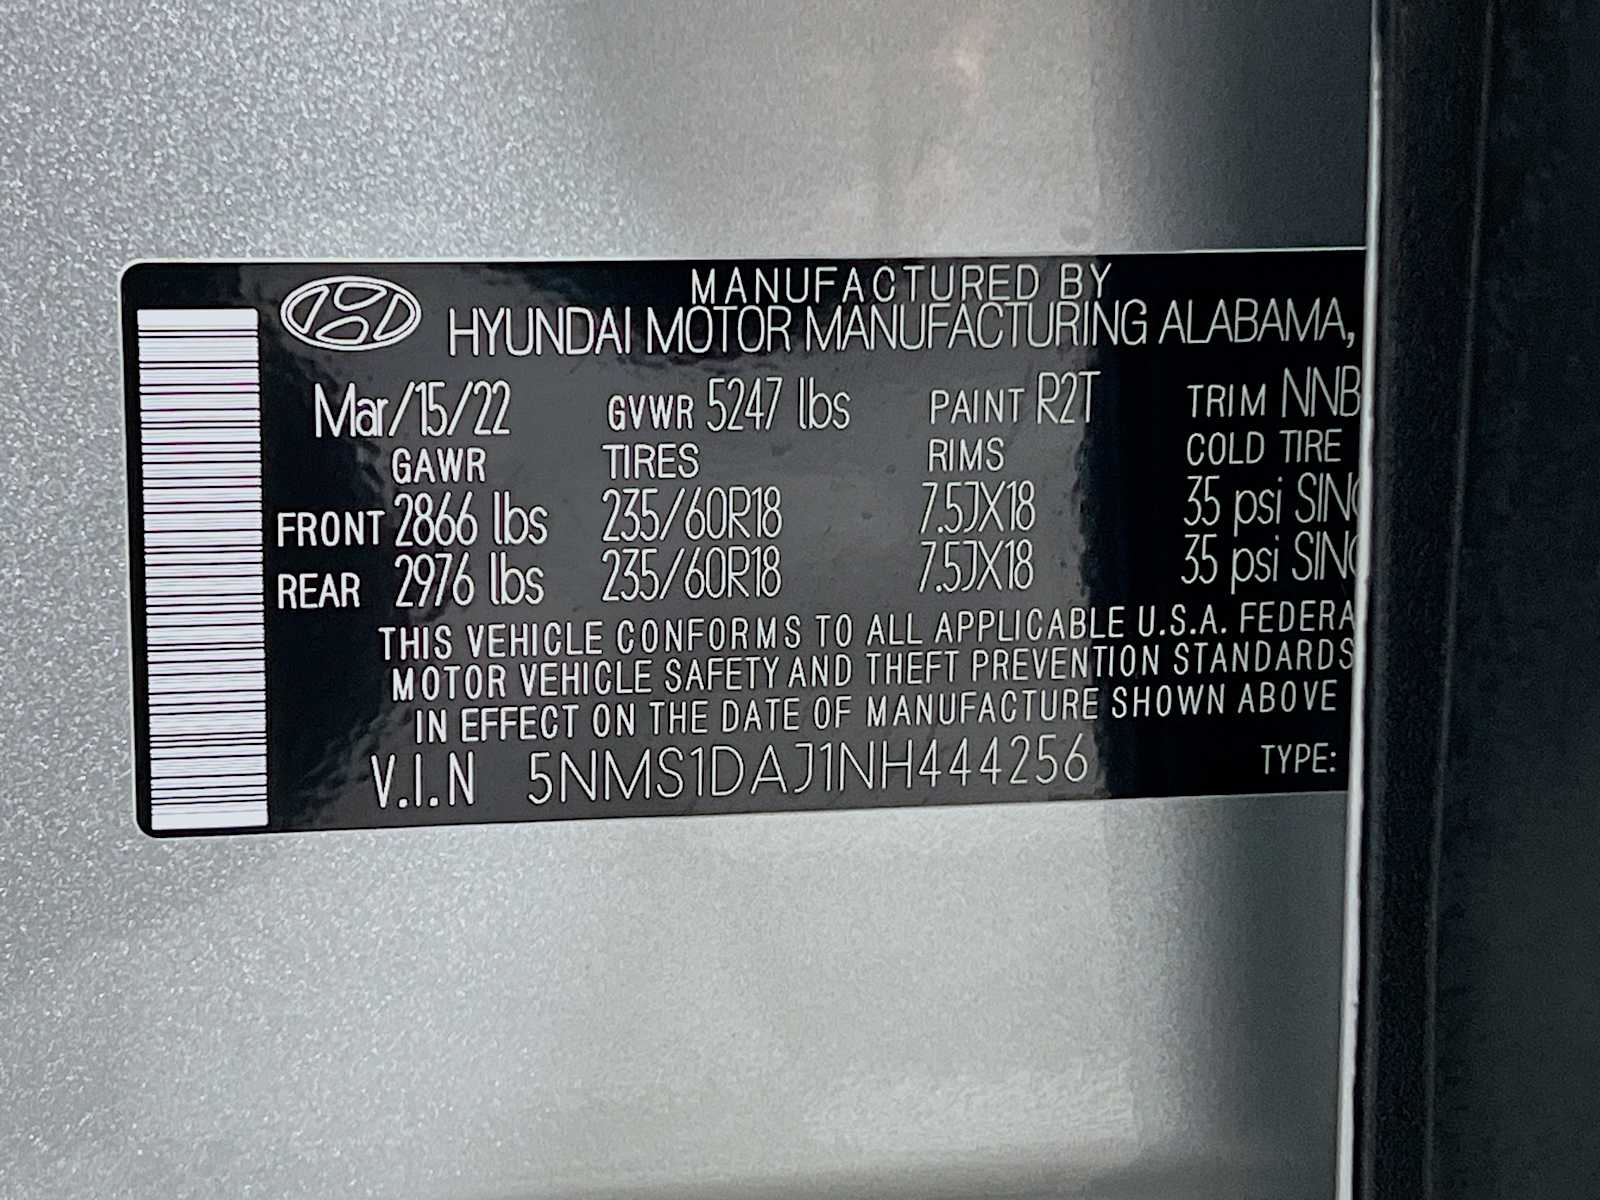 MANUFACTURED BY
HYUNDAI MOTOR MANUFACTURING ALABAMA,
Mar/15/22 GVWR 5247 lbs PAINT R2T TRIM NNB
GAWR TIRES RIMS COLD TIRE
FRONT 2866 lbs 235/60R18 7.5JX18 35 psi SING
REAR 2976 lbs 235/60R18 7.5JX18 35 psi SING
THIS VEHICLE CONFORMS TO ALL APPLICABLE U.S.A. FEDERA
MOTOR VEHICLE SAFETY AND THEFT PREVENTION STANDARDS
IN EFFECT ON THE DATE OF MANUFACTURE SHOWN ABOVE
V.I.N 5NMS1DAJ1NH444256 TYPE: